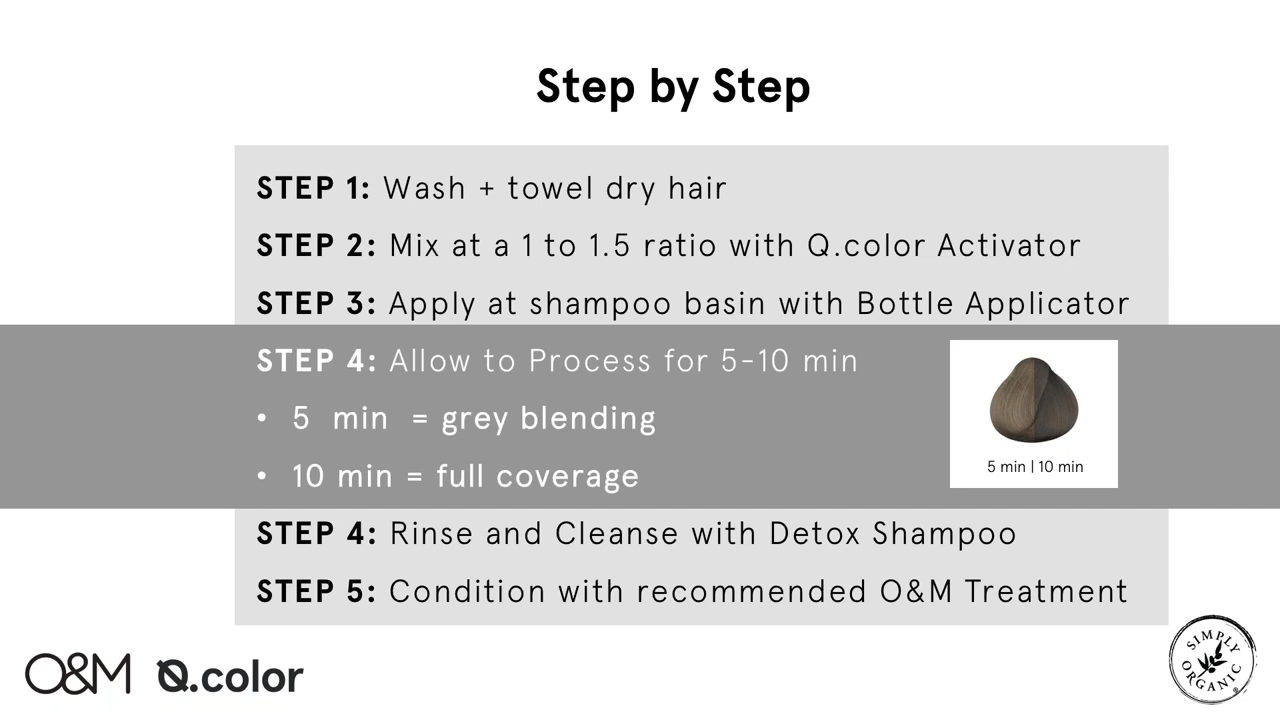 Step by Step
STEP 1: Wash + towel dry hair
STEP 2: Mix at a 1 to 1.5 ratio with Q.color Activator
STEP 3: Apply at shampoo basin with Bottle Applicator
STEP 4: Allow to Process for 5-10 min
• 5 min = grey blending
• 10 min = full coverage
5 min | 10 min
STEP 4: Rinse and Cleanse with Detox Shampoo
STEP 5: Condition with recommended O&M Treatment
O&M Q.color
SIMPLY
ORGANIC®